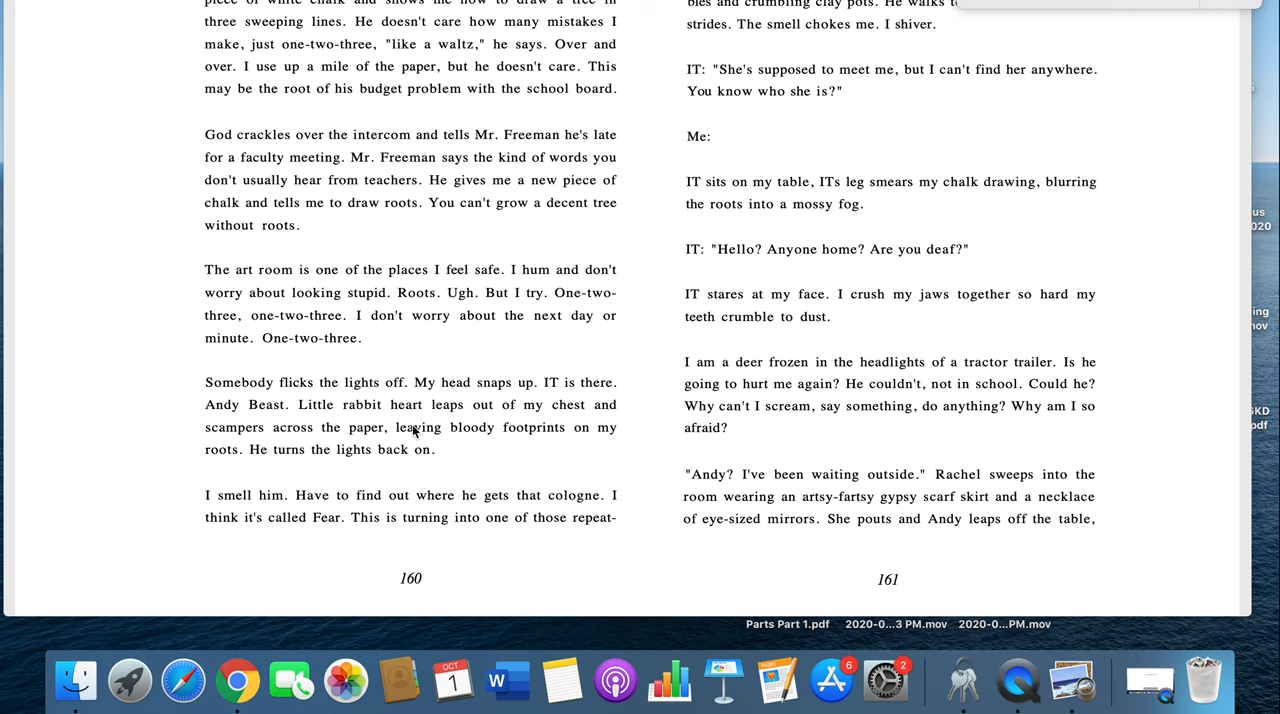 piece of white chalk and shows me how to draw a tree in
three sweeping lines. He doesn't care how many mistakes I
make, just one-two-three, "like a waltz," he says. Over and
over. I use up a mile of the paper, but he doesn't care. This
may be the root of his budget problem with the school board.
God crackles over the intercom and tells Mr. Freeman he's late
for a faculty meeting. Mr. Freeman says the kind of words you
don't usually hear from teachers. He gives me a new piece of
chalk and tells me to draw roots. You can't grow a decent tree
without roots.
The art room is one of the places I feel safe. I hum and don't
worry about looking stupid. Roots. Ugh. But I try. One-two-
three, one-two-three. I don't worry about the next day or
minute. One-two-three.
Somebody flicks the lights off. My head snaps up. IT is there.
Andy Beast. Little rabbit heart leaps out of my chest and
scampers across the paper, leaving bloody footprints on my
roots. He turns the lights back on.
I smell him. Have to find out where he gets that cologne. I
think it's called Fear. This is turning into one of those repeat-
160
bles and crumbling clay pots. He walks
strides. The smell chokes me. I shiver.
IT: "She's supposed to meet me, but I can't find her anywhere.
You know who she is?"
Me:
IT sits on my table, ITs leg smears my chalk drawing, blurring
the roots into a mossy fog.
IT: "Hello? Anyone home? Are you deaf?"
IT stares at my face. I crush my jaws together so hard my
teeth crumble to dust.
I am a deer frozen in the headlights of a tractor trailer. Is he
going to hurt me again? He couldn't, not in school. Could he?
Why can't I scream, say something, do anything? Why am I so
afraid?
"Andy? I've been waiting outside." Rachel sweeps into the
room wearing an artsy-fartsy gypsy scarf skirt and a necklace
of eye-sized mirrors. She pouts and Andy leaps off the table,
161
us
020
ing
nov
GKD
pdf
Parts Part 1.pdf 2020-0...3 PM.mov 2020-0...PM.mov
OCT
1
W
PAGES
6
2